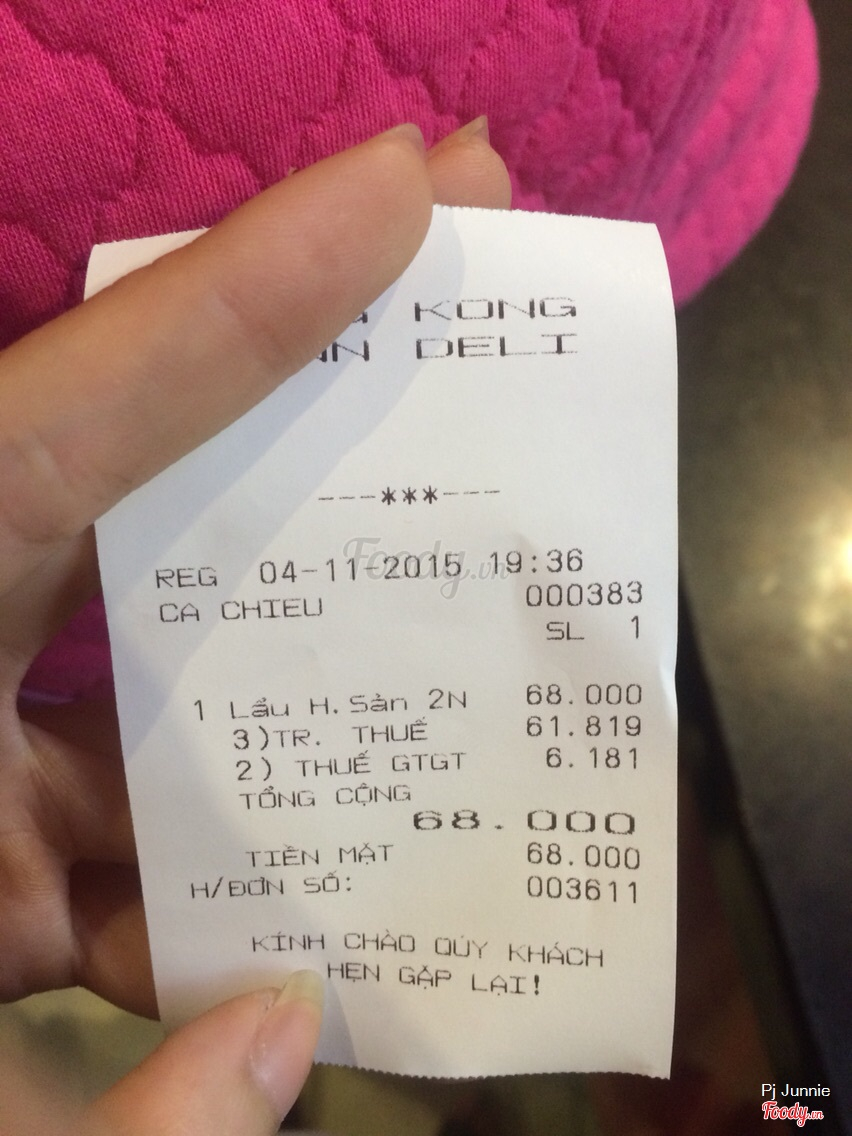 KONG
DELI
---***---
REG 04-11-2015 19:36
CA CHIEU 000383
SL 1
1 Lẩu H.Sản 2N 68.000
3)TR. THUẾ 61.819
2) THUẾ GTGT 6.181
TỔNG CỘNG
68.000
TIỀN MẶT 68.000
H/ĐƠN SỐ: 003611
KÍNH CHÀO QÚY KHÁCH
HẸN GẶP LẠI!
Foody.vn
Pj Junnie
Foody.vn